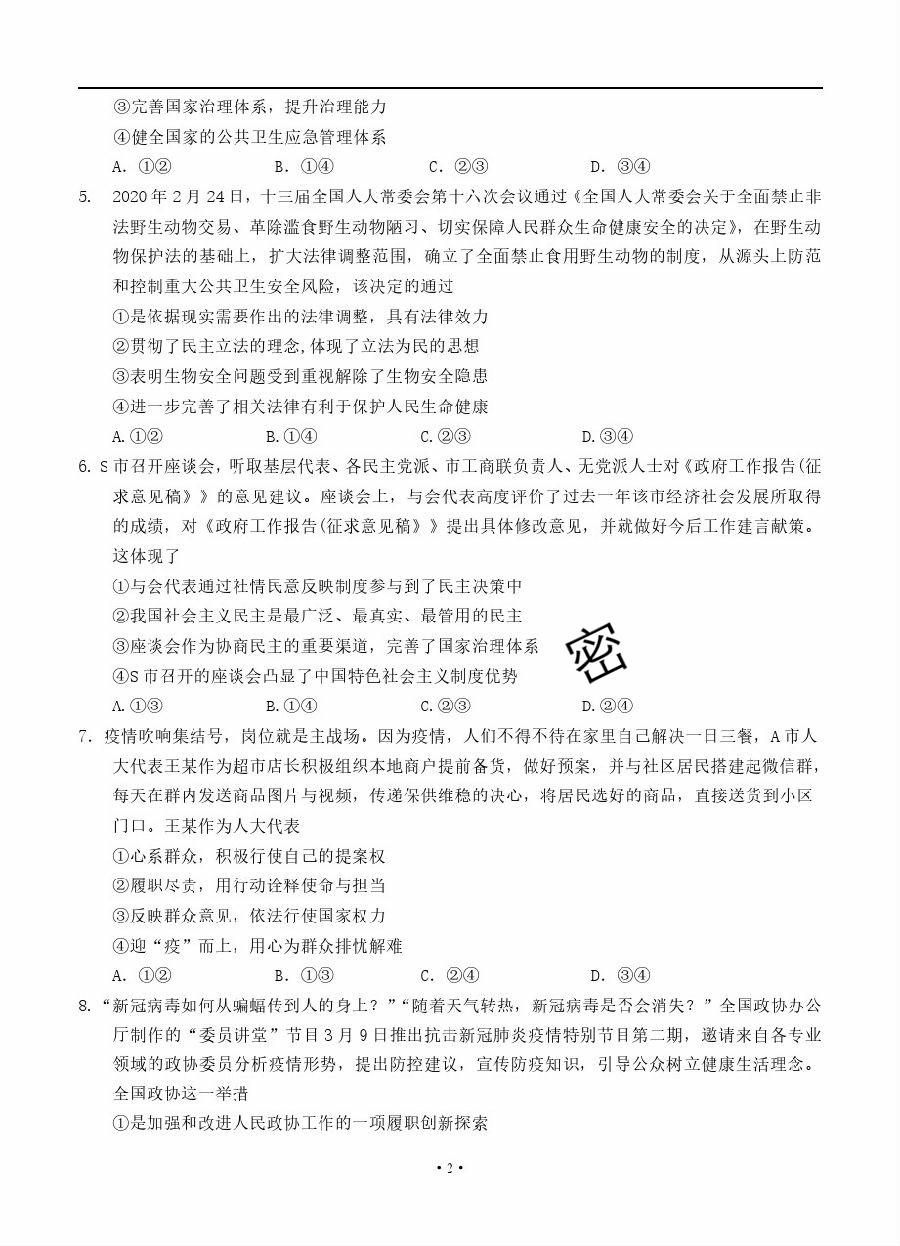 ③完善国家治理体系，提升治理能力
④健全国家的公共卫生应急管理体系
A．①② B．①④ C．②③ D．③④
5. 2020年2月24日，十三届全国人大常委会第十六次会议通过《全国人大常委会关于全面禁止非
法野生动物交易、革除滥食野生动物陋习、切实保障人民群众生命健康安全的决定》，在野生动
物保护法的基础上，扩大法律调整范围，确立了全面禁止食用野生动物的制度，从源头上防范
和控制重大公共卫生安全风险，该决定的通过
①是依据现实需要作出的法律调整，具有法律效力
②贯彻了民主立法的理念,体现了立法为民的思想
③表明生物安全问题受到重视解除了生物安全隐患
④进一步完善了相关法律有利于保护人民生命健康
A.①② B.①④ C.②③ D.③④
6. S市召开座谈会，听取基层代表、各民主党派、市工商联负责人、无党派人士对《政府工作报告(征
求意见稿》》的意见建议。座谈会上，与会代表高度评价了过去一年该市经济社会发展所取得
的成绩，对《政府工作报告(征求意见稿》》提出具体修改意见，并就做好今后工作建言献策。
这体现了
①与会代表通过社情民意反映制度参与到了民主决策中
②我国社会主义民主是最广泛、最真实、最管用的民主
③座谈会作为协商民主的重要渠道，完善了国家治理体系
④S市召开的座谈会凸显了中国特色社会主义制度优势
A.①③ B.①④ C.②③ D.②④
密
7．疫情吹响集结号，岗位就是主战场。因为疫情，人们不得不待在家里自己解决一日三餐，A市人
大代表王某作为超市店长积极组织本地商户提前备货，做好预案，并与社区居民搭建起微信群，
每天在群内发送商品图片与视频，传递保供维稳的决心，将居民选好的商品，直接送货到小区
门口。王某作为人大代表
①心系群众，积极行使自己的提案权
②履职尽责，用行动诠释使命与担当
③反映群众意见，依法行使国家权力
④迎“疫”而上，用心为群众排忧解难
A．①② B．①③ C．②④ D．③④
8.“新冠病毒如何从蝙蝠传到人的身上？”“随着天气转热，新冠病毒是否会消失？”全国政协办公
厅制作的“委员讲堂”节目3月9日推出抗击新冠肺炎疫情特别节目第二期，邀请来自各专业
领域的政协委员分析疫情形势，提出防控建议，宣传防疫知识，引导公众树立健康生活理念。
全国政协这一举措
①是加强和改进人民政协工作的一项履职创新探索
·2·